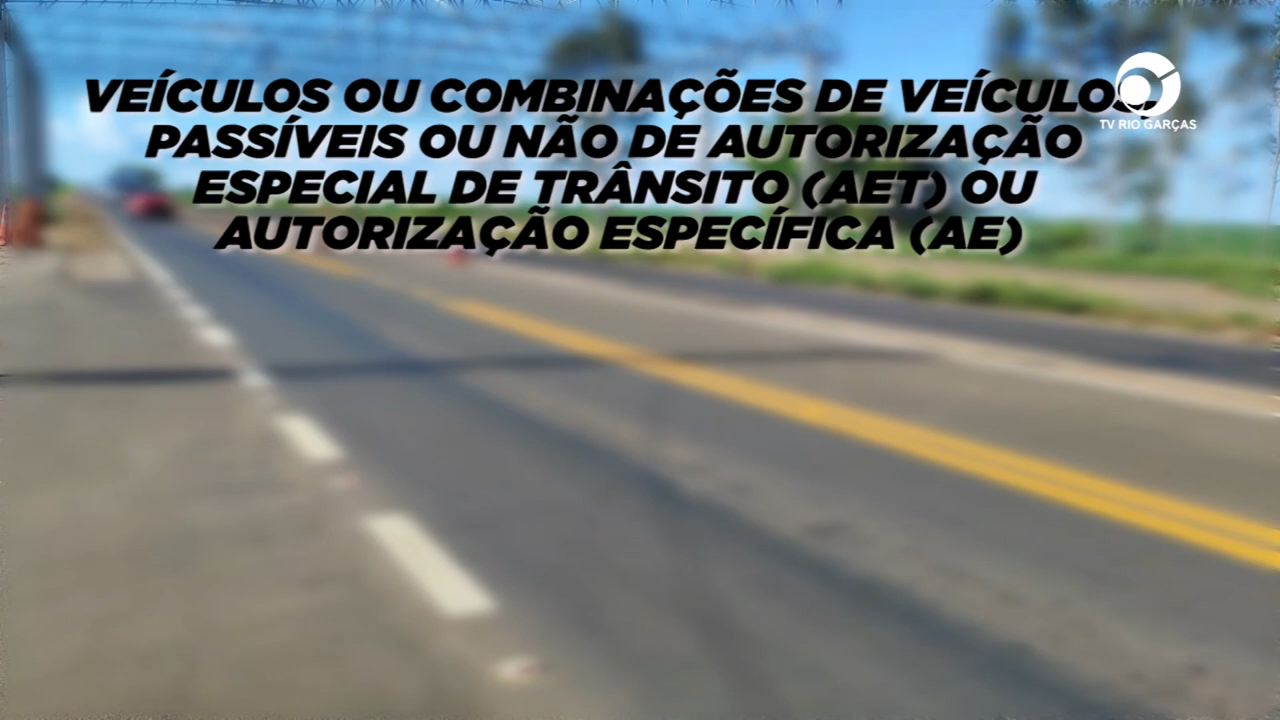 VEÍCULOS OU COMBINAÇÕES DE VEÍCULOS
PASSÍVEIS OU NÃO DE AUTORIZAÇÃO
ESPECIAL DE TRÂNSITO (AET) OU
AUTORIZAÇÃO ESPECÍFICA (AE)
TV RIO GARÇAS